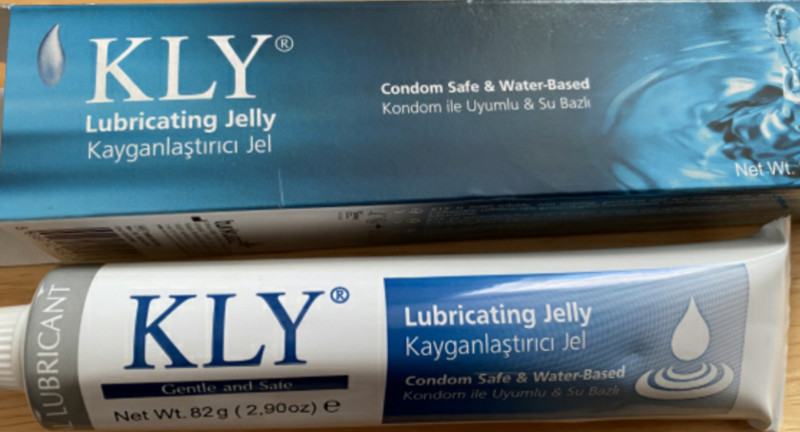 KLY®
Lubricating Jelly
Kayganlaştırıcı Jel
Condom Safe & Water-Based
Kondom ile Uyumlu & Su Bazlı
Net Wt.
LUBRICANT
KLY®
Gentle and Safe
Net Wt. 82g (2,90oz) ℮
Lubricating Jelly
Kayganlaştırıcı Jel
Condom Safe & Water-Based
Kondom ile Uyumlu & Su Bazlı